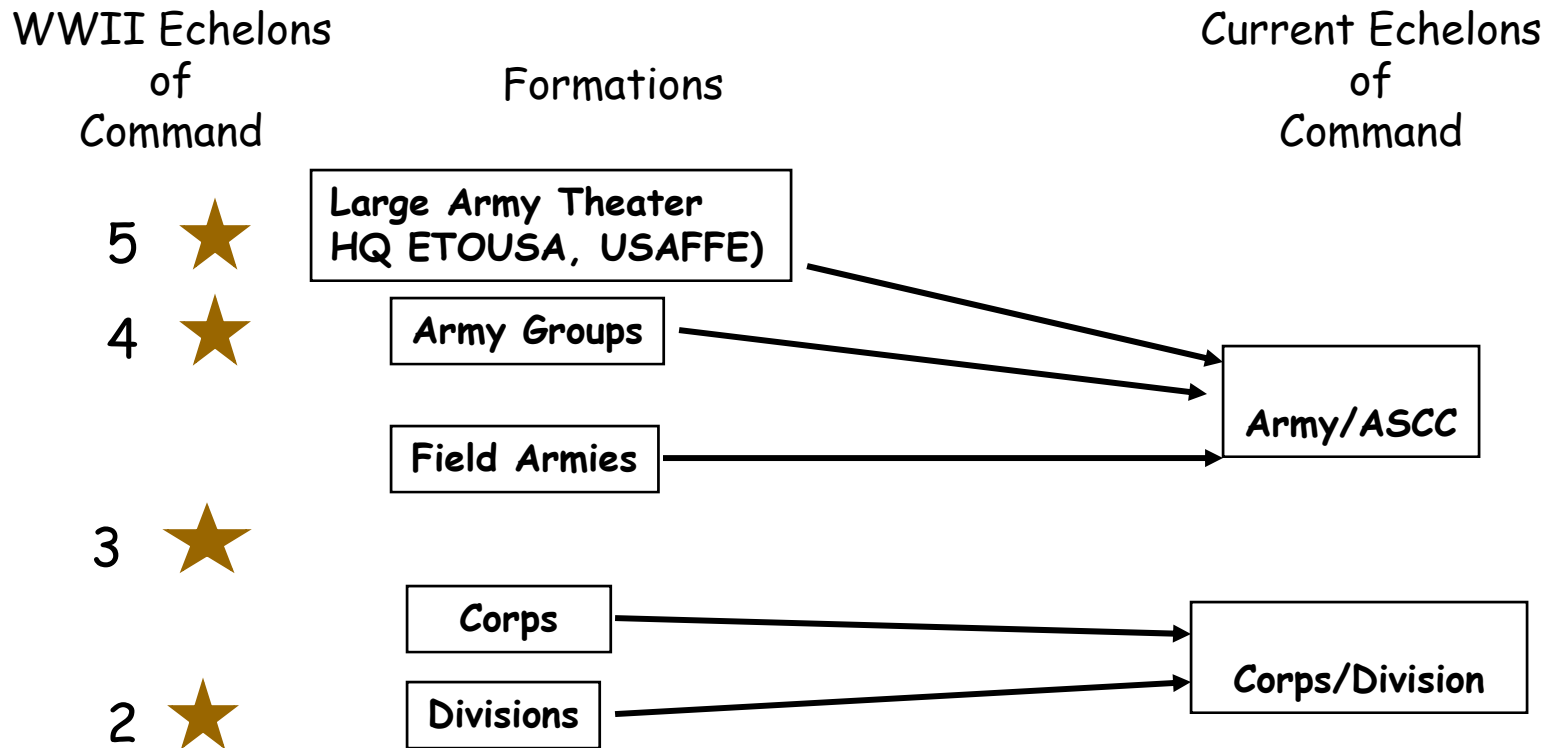 WWII Echelons
of
Command
Formations
Current Echelons
of
Command
5
Large Army Theater
HQ ETOUSA, USAFFE)
4
Army Groups
Army/ASCC
Field Armies
3
Corps
Corps/Division
2
Divisions